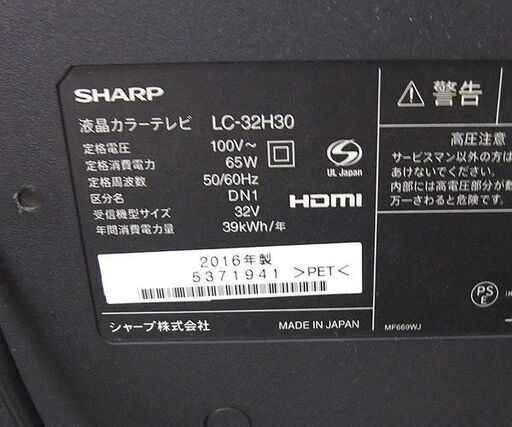 SHARP
液晶カラーテレビ LC-32H30
定格電圧 100V～
定格消費電力 65W
定格周波数 50/60Hz
区分名 DN1
受信機型サイズ 32V
年間消費電力量 39kWh/年
UL Japan
HDMI
2016年製
5371941 >PET<
シャープ株式会社 MADE IN JAPAN
警告
高圧注意
サービスマン以外の方は
あけないでください。
内部には高電圧部分が
万一さわると危険です。
PS
E
MF669WJ